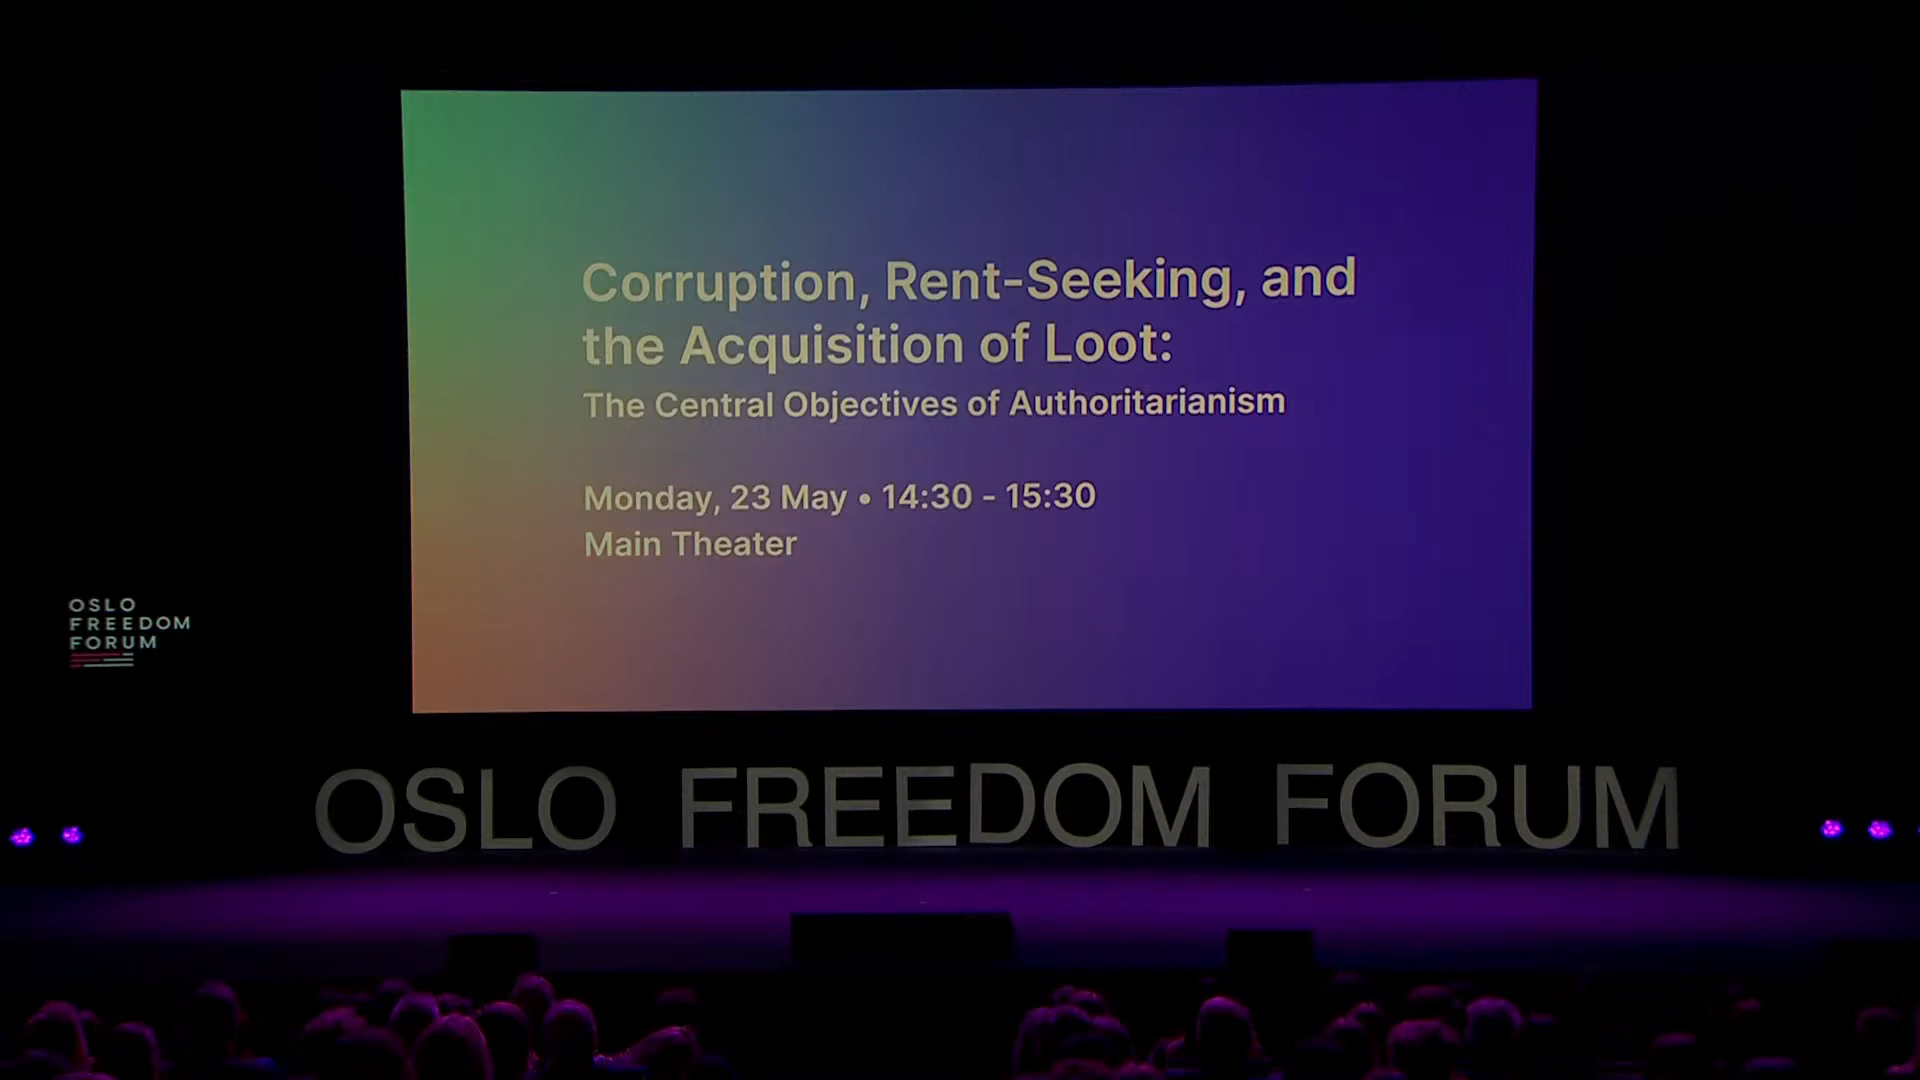 Corruption, Rent-Seeking, and
the Acquisition of Loot:
The Central Objectives of Authoritarianism
Monday, 23 May • 14:30 - 15:30
Main Theater
OSLO
FREEDOM
FORUM
OSLO FREEDOM FORUM